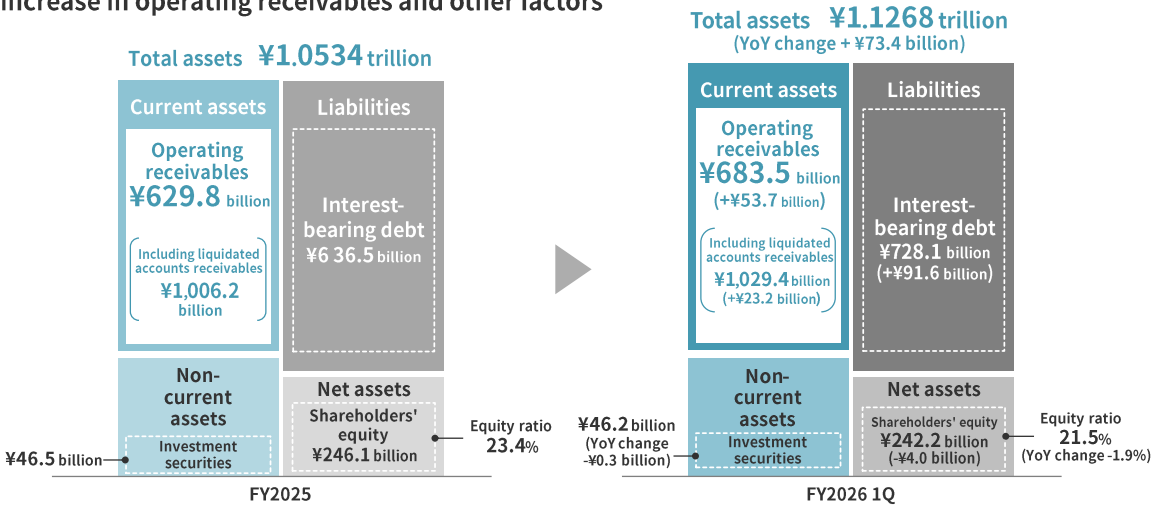 increase in operating receivables and other factors
Total assets ¥1.0534 trillion
Current assets
Operating
receivables
¥629.8 billion
Including liquidated
accounts receivables
¥1,006.2
billion
Liabilities
Interest-
bearing debt
¥6 36.5 billion
Non-
current
assets
Investment
securities
¥46.5 billion
Net assets
Shareholders'
equity
¥246.1 billion
Equity ratio
23.4%
FY2025
Total assets ¥1.1268 trillion
(YoY change + ¥73.4 billion)
Current assets
Operating
receivables
¥683.5 billion
(+¥53.7 billion)
Including liquidated
accounts receivables
¥1,029.4 billion
(+¥23.2 billion)
Liabilities
Interest-
bearing debt
¥728.1 billion
(+¥91.6 billion)
Non-
current
assets
Investment
securities
¥46.2 billion
(YoY change
-¥0.3 billion)
Net assets
Shareholders' equity
¥242.2 billion
(-¥4.0 billion)
Equity ratio
21.5%
(YoY change -1.9%)
FY2026 1Q